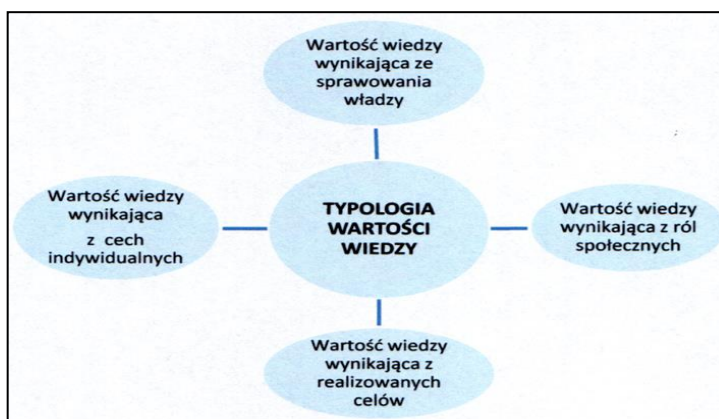 Wartość wiedzy
wynikająca ze
sprawowania
władzy
Wartość wiedzy
wynikająca
z cech
indywidualnych
TYPOLOGIA
WARTOŚCI
WIEDZY
Wartość wiedzy
wynikająca z ról
społecznych
Wartość wiedzy
wynikająca z
realizowanych
celów